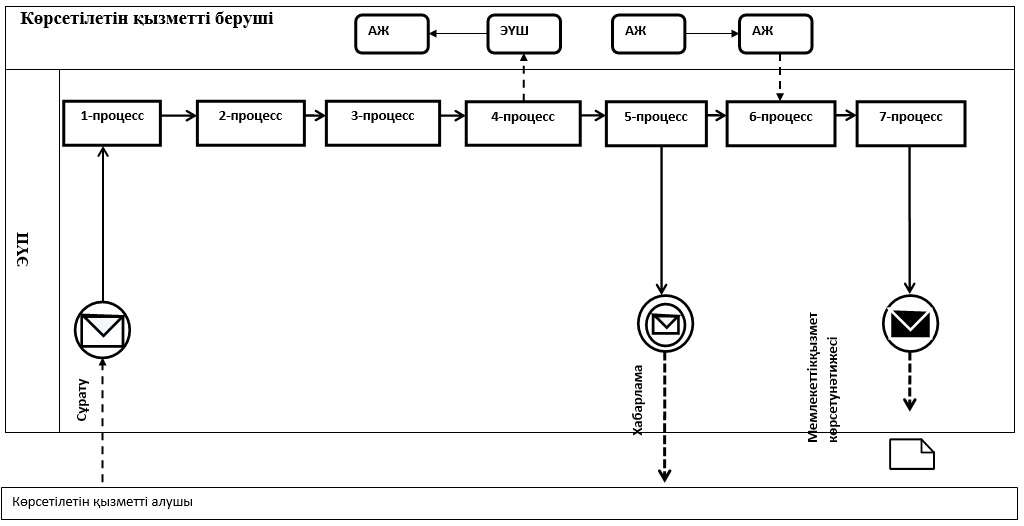 Көрсетілетін қызметті беруші
АЖ
ЭҮШ
АЖ
АЖ
ЭҮП
1-процесс
2-процесс
3-процесс
4-процесс
5-процесс
6-процесс
7-процесс
Сұрату
Хабарлама
Мемлекеттікқызмет
көрсетунәтижесі
Көрсетілетін қызметті алушы